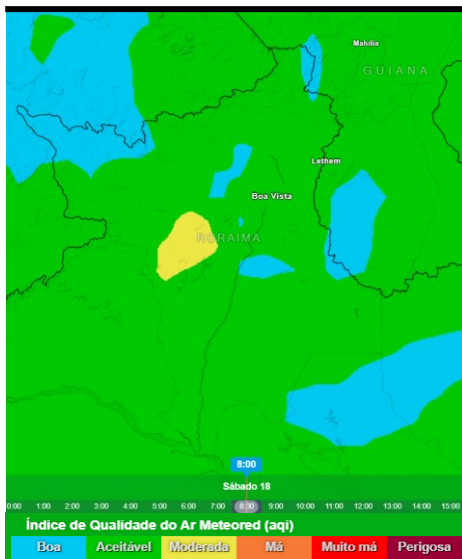 Mahdia
GUIANA
Lethem
Boa Vista
RORAIMA
8:00
Sábado 18
0:00 1:00 2:00 3:00 4:00 5:00 6:00 7:00 8:00 9:00 10:00 11:00 12:00 13:00 14:00 15:00
Índice de Qualidade do Ar Meteored (aqi)
Boa Aceitável Moderada Má Muito má Perigosa